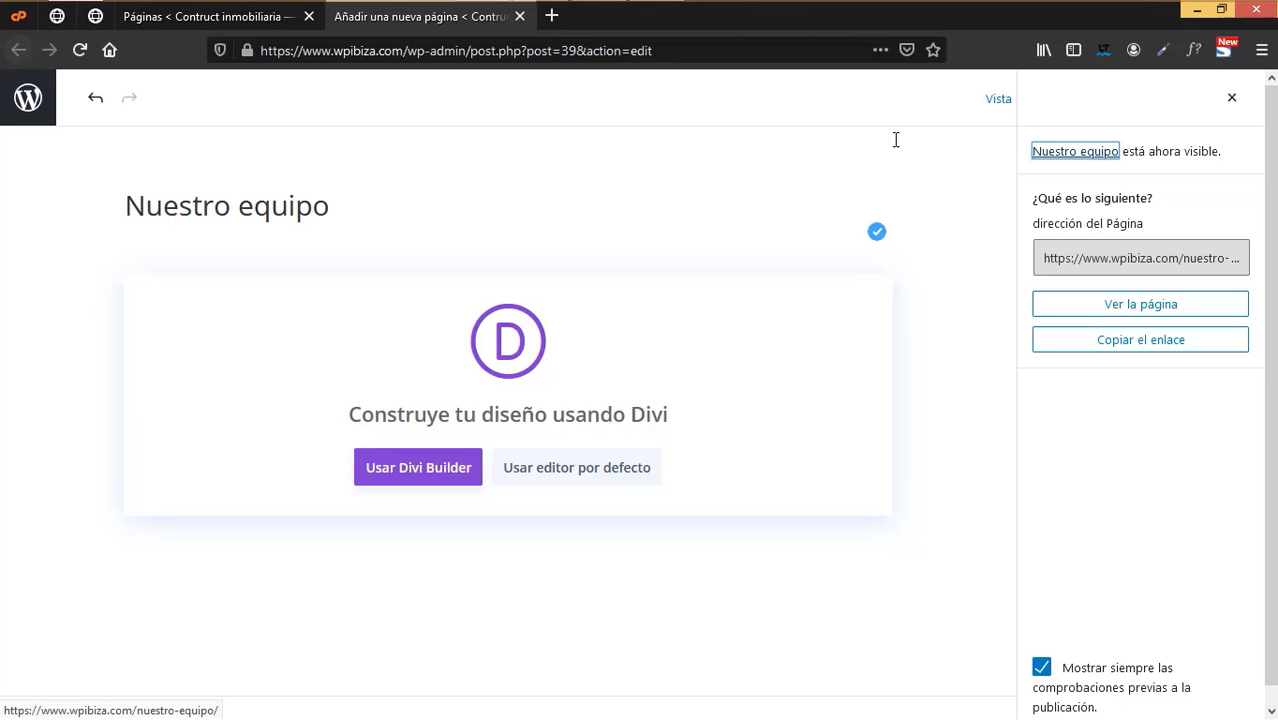 Páginas < Contruct inmobiliaria —
Añadir una nueva página < Contru
https://www.wpibiza.com/wp-admin/post.php?post=39&action=edit
New
Vista
Nuestro equipo está ahora visible.
¿Qué es lo siguiente?
dirección del Página
https://www.wpibiza.com/nuestro-...
Ver la página
Copiar el enlace
Nuestro equipo
D
Construye tu diseño usando Divi
Usar Divi Builder
Usar editor por defecto
Mostrar siempre las
comprobaciones previas a la
publicación.
https://www.wpibiza.com/nuestro-equipo/